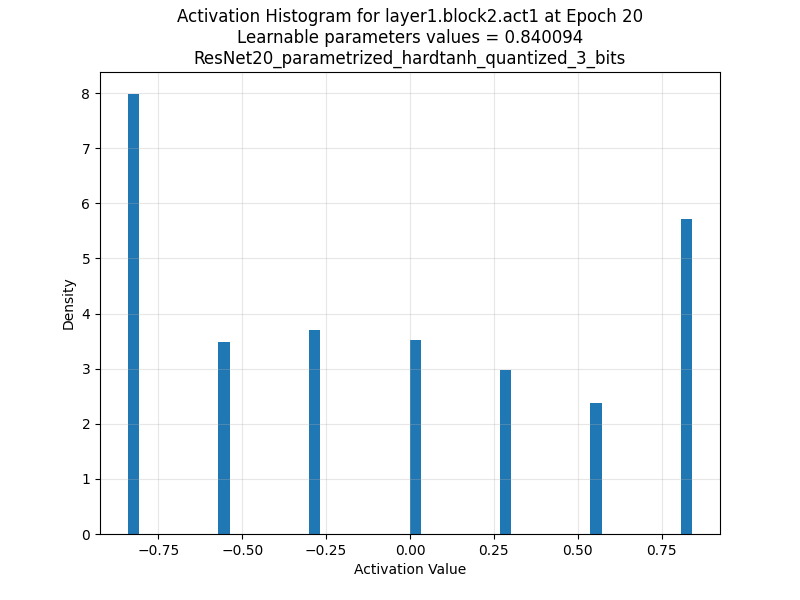 Activation Histogram for layer1.block2.act1 at Epoch 20
Learnable parameters values = 0.840094
ResNet20_parametrized_hardtanh_quantized_3_bits
8
7
6
5
4
3
2
1
0
Density
−0.75 −0.50 −0.25 0.00 0.25 0.50 0.75
Activation Value